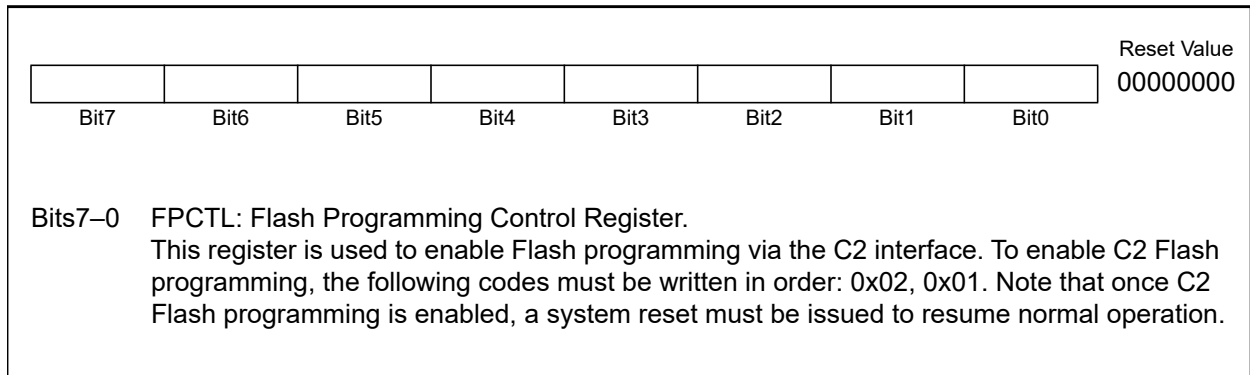 Reset Value
00000000
Bit7 Bit6 Bit5 Bit4 Bit3 Bit2 Bit1 Bit0
Bits7–0 FPCTL: Flash Programming Control Register.
This register is used to enable Flash programming via the C2 interface. To enable C2 Flash
programming, the following codes must be written in order: 0x02, 0x01. Note that once C2
Flash programming is enabled, a system reset must be issued to resume normal operation.